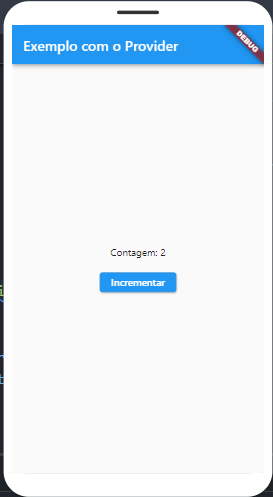 Exemplo com o Provider
DEBUG
Contagem: 2
Incrementar